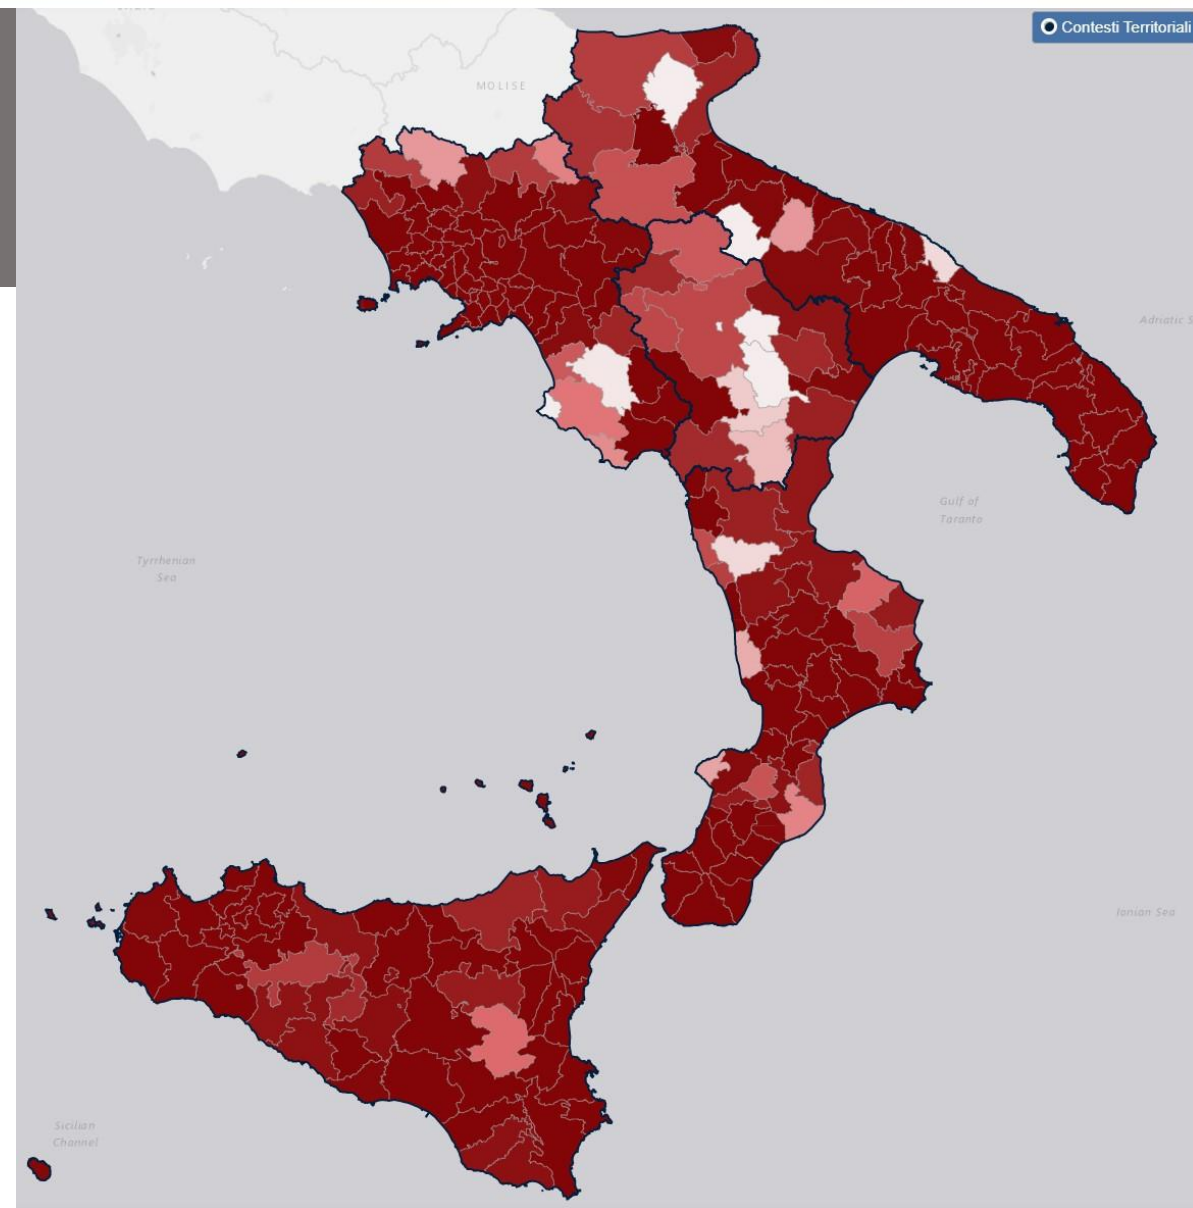 Contesti Territoriali
MOLISE
Adriatic S
Gulf of
Taranto
Tyrrhenian
Sea
Ionian Sea
Sicilian
Channel